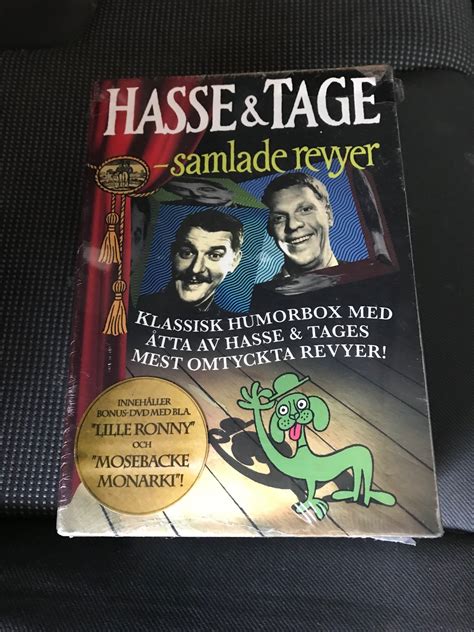 HASSE & TAGE
–samlade revyer
KLASSISK HUMORBOX MED
ÅTTA AV HASSE & TAGES
MEST OMTYCKTA REVYER!
INNEHÅLLER
BONUS-DVD MED BL.A.
"LILLE RONNY"
OCH
"MOSEBACKE
MONARKI"!